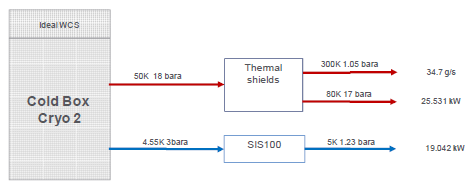 Ideal WCS
Cold Box
Cryo 2
50K 18 bara
Thermal
shields
300K 1.05 bara
34.7 g/s
80K 17 bara
25.531 kW
4.55K 3bara
SIS100
5K 1.23 bara
19.042 kW